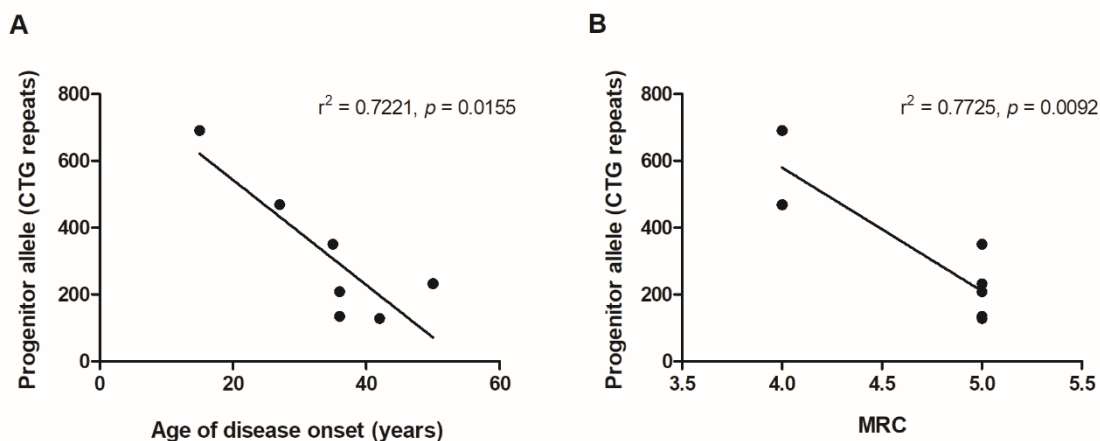 A
Progenitor allele (CTG repeats)
800
600
400
200
0
r² = 0.7221, p = 0.0155
0 20 40 60
Age of disease onset (years)
B
Progenitor allele (CTG repeats)
800
600
400
200
0
r² = 0.7725, p = 0.0092
3.5 4.0 4.5 5.0 5.5
MRC